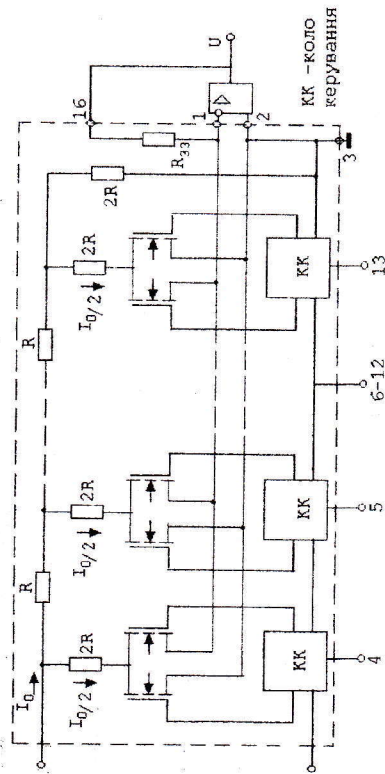 I₀
R
R
2R
I₀/2
2R
I₀/2
2R
I₀/2
2R
R₃₃
16
1
2
U
КК
КК
КК
3
4
5
6-12
13
КК –коло
керування